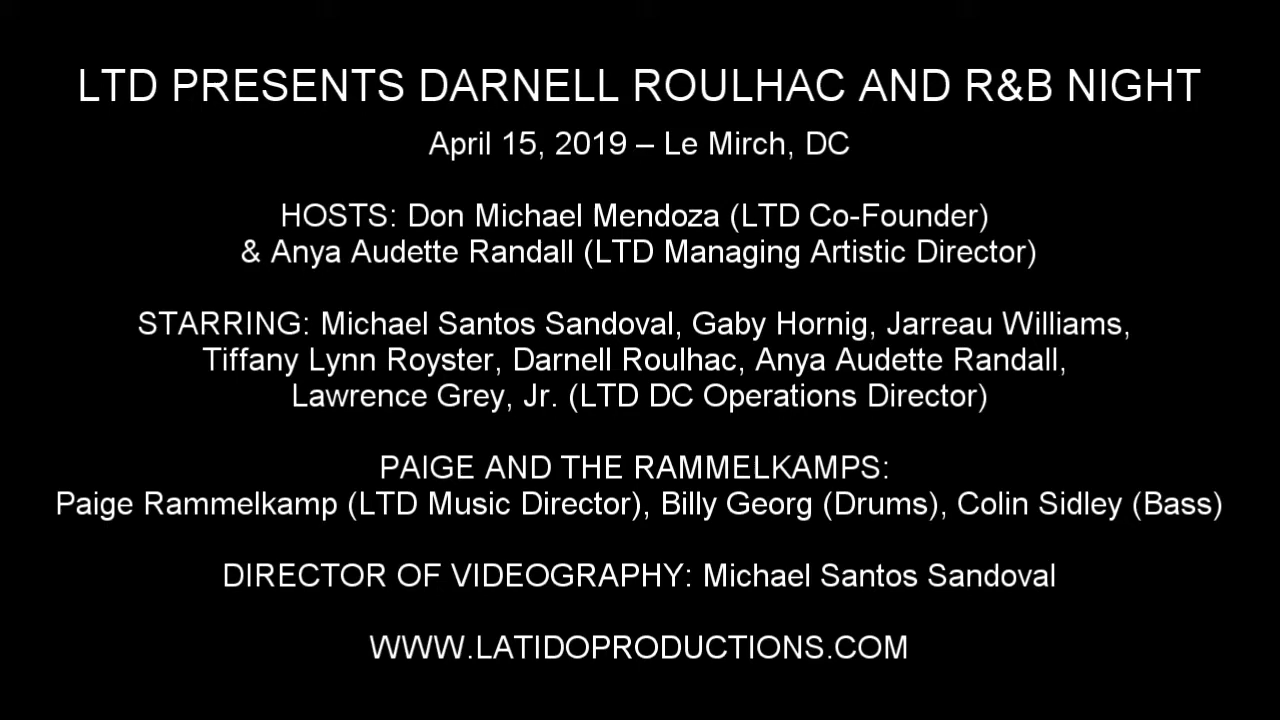 LTD PRESENTS DARNELL ROULHAC AND R&B NIGHT
April 15, 2019 – Le Mirch, DC
HOSTS: Don Michael Mendoza (LTD Co-Founder)
& Anya Audette Randall (LTD Managing Artistic Director)
STARRING: Michael Santos Sandoval, Gaby Hornig, Jarreau Williams,
Tiffany Lynn Royster, Darnell Roulhac, Anya Audette Randall,
Lawrence Grey, Jr. (LTD DC Operations Director)
PAIGE AND THE RAMMELKAMPS:
Paige Rammelkamp (LTD Music Director), Billy Georg (Drums), Colin Sidley (Bass)
DIRECTOR OF VIDEOGRAPHY: Michael Santos Sandoval
WWW.LATIDOPRODUCTIONS.COM